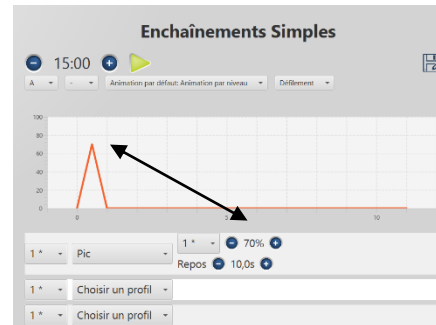 Enchaînements Simples
15:00
A - Animation par défaut: Animation par niveau Défilement
100
80
60
40
20
0
0 5 10
1 * Pic 1 * 70%
Repos 10,0s
1 * Choisir un profil
1 * Choisir un profil